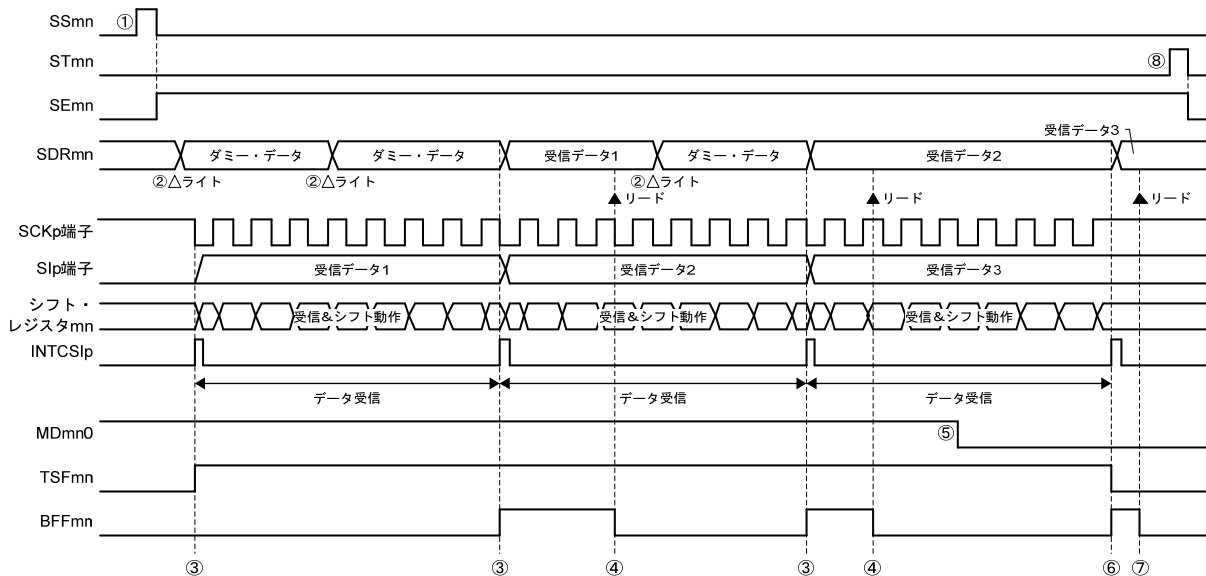 SSmn ①
STmn ⑧
SEmn
受信データ3
SDRmn ダミー・データ ダミー・データ 受信データ1 ダミー・データ 受信データ2
②△ライト ②△ライト ②△ライト
▲リード ▲リード ▲リード
SCKp端子
SIp端子 受信データ1 受信データ2 受信データ3
シフト・
レジスタmn 受信&シフト動作 受信&シフト動作 受信&シフト動作
INTCSIp
データ受信 データ受信 データ受信
MDmn0 ⑤
TSFmn
BFFmn
③ ③ ④ ③ ④ ⑥ ⑦